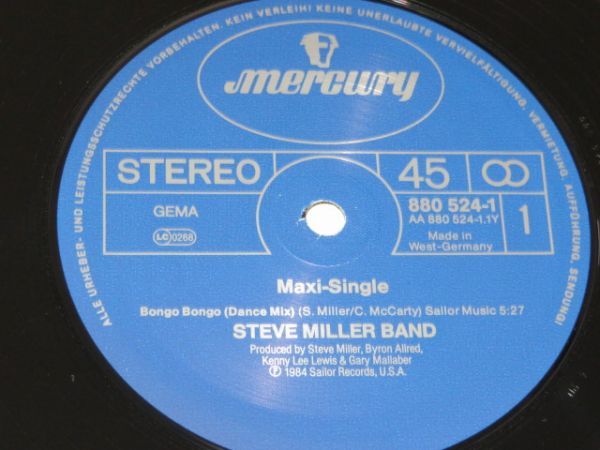 ALLE URHEBER- UND LEISTUNGSSCHUTZRECHTE VORBEHALTEN. KEIN VERLEIH! KEINE UNERLAUBTE VERVIELFÄLTIGUNG, VERMIETUNG, AUFFÜHRUNG, SENDUNG!
mercury
STEREO
45
GEMA
880 524-1
AA 880 524-1.1Y
LC 0268
Made in
West-Germany
1
Maxi-Single
Bongo Bongo (Dance Mix) (S. Miller/C. McCarty) Sailor Music 5:27
STEVE MILLER BAND
Produced by Steve Miller, Byron Allred,
Kenny Lee Lewis & Gary Mallaber
℗ 1984 Sailor Records, U.S.A.